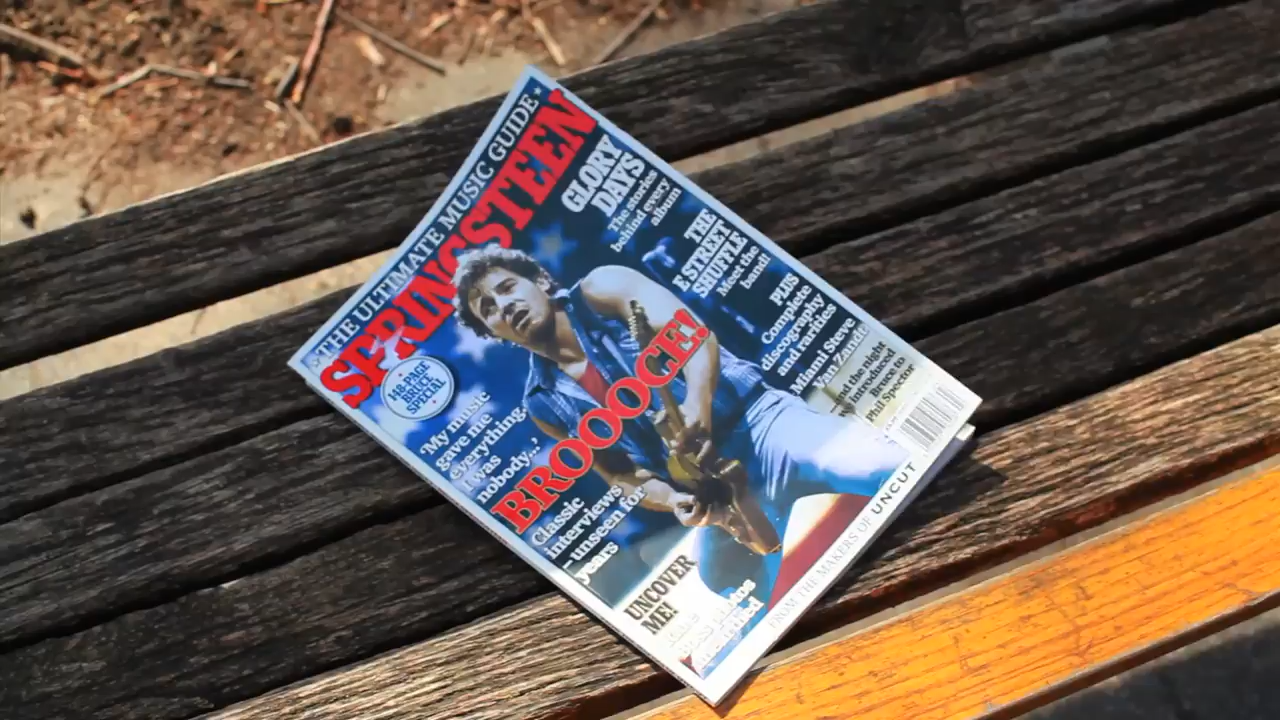 THE ULTIMATE MUSIC GUIDE
SPRINGSTEEN
148-PAGE
BRUCE
SPECIAL
GLORY
DAYS
The stories
behind every
album
THE
E STREET
SHUFFLE
Meet the
band!
PLUS
Complete
discography
and rarities
Miami Steve
Van Zandt
and the night
introduced
Bruce to
Phil Spector
'My music
gave me
everything.
I was
nobody...'
BROOOOCE!
Classic
interviews
– unseen for
years
UNCOVER
ME!
FROM THE MAKERS OF UNCUT